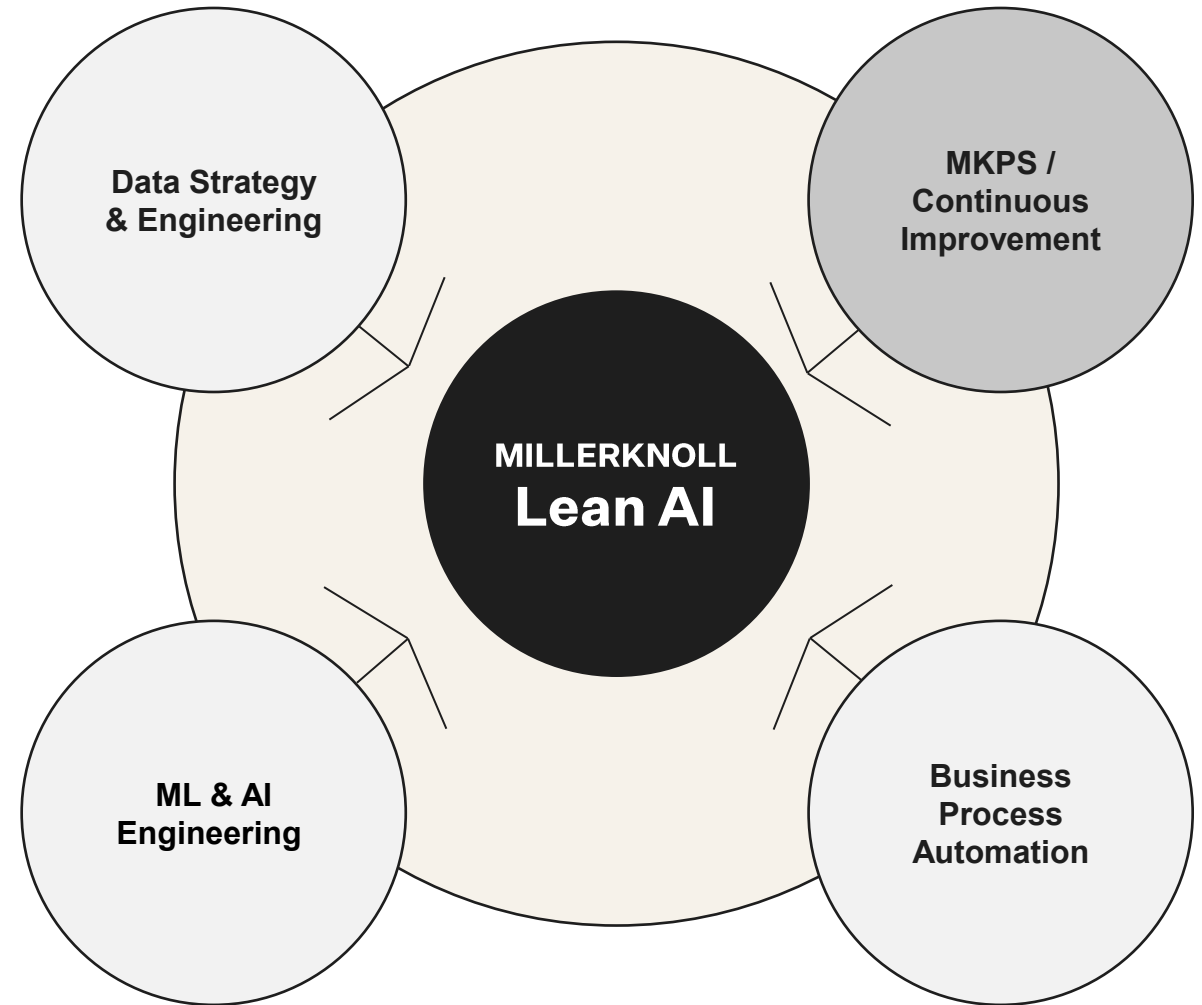 Data Strategy
& Engineering
MKPS /
Continuous
Improvement
MILLERKNOLL
Lean AI
ML & AI
Engineering
Business
Process
Automation